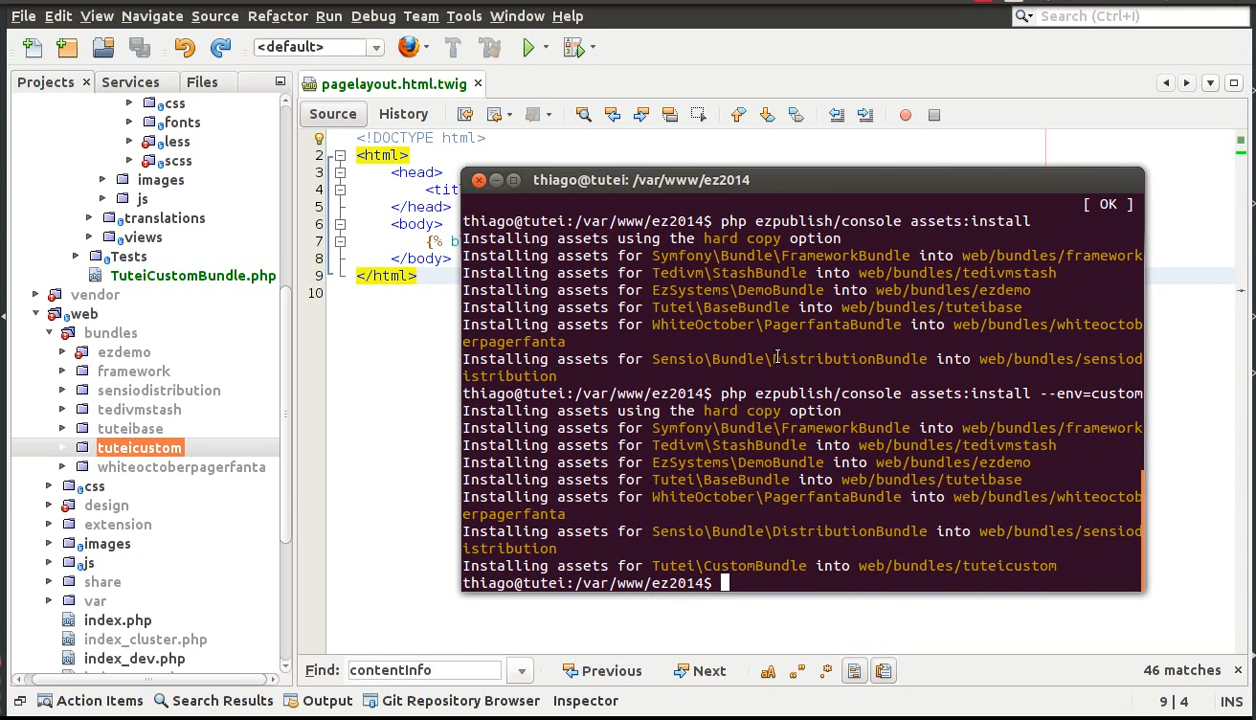 File Edit View Navigate Source Refactor Run Debug Team Tools Window Help
Search (Ctrl+I)
<default>
Projects Services Files
pagelayout.html.twig
Source History
css
fonts
less
scss
images
js
translations
views
Tests
TuteiCustomBundle.php
vendor
web
bundles
ezdemo
framework
sensiodistribution
tedivmstash
tuteibase
tuteicustom
whiteoctoberpagerfanta
css
design
extension
images
js
share
var
index.php
index_cluster.php
index_dev.php
<!DOCTYPE html>
2 <html>
3 <head>
4 <tit
5 </head>
6 <body>
7 {% b
8 </body>
9 </html>
10
thiago@tutei: /var/www/ez2014
[ OK ]
thiago@tutei:/var/www/ez2014$ php ezpublish/console assets:install
Installing assets using the hard copy option
Installing assets for Symfony\Bundle\FrameworkBundle into web/bundles/framework
Installing assets for Tedivm\StashBundle into web/bundles/tedivmstash
Installing assets for EzSystems\DemoBundle into web/bundles/ezdemo
Installing assets for Tutei\BaseBundle into web/bundles/tuteibase
Installing assets for WhiteOctober\PagerfantaBundle into web/bundles/whiteoctob
erpagerfanta
Installing assets for Sensio\Bundle\DistributionBundle into web/bundles/sensiod
istribution
thiago@tutei:/var/www/ez2014$ php ezpublish/console assets:install --env=custom
Installing assets using the hard copy option
Installing assets for Symfony\Bundle\FrameworkBundle into web/bundles/framework
Installing assets for Tedivm\StashBundle into web/bundles/tedivmstash
Installing assets for EzSystems\DemoBundle into web/bundles/ezdemo
Installing assets for Tutei\BaseBundle into web/bundles/tuteibase
Installing assets for WhiteOctober\PagerfantaBundle into web/bundles/whiteoctob
erpagerfanta
Installing assets for Sensio\Bundle\DistributionBundle into web/bundles/sensiod
istribution
Installing assets for Tutei\CustomBundle into web/bundles/tuteicustom
thiago@tutei:/var/www/ez2014$
Find: contentInfo Previous Next 46 matches
Action Items Search Results Output Git Repository Browser Inspector 9|4 INS